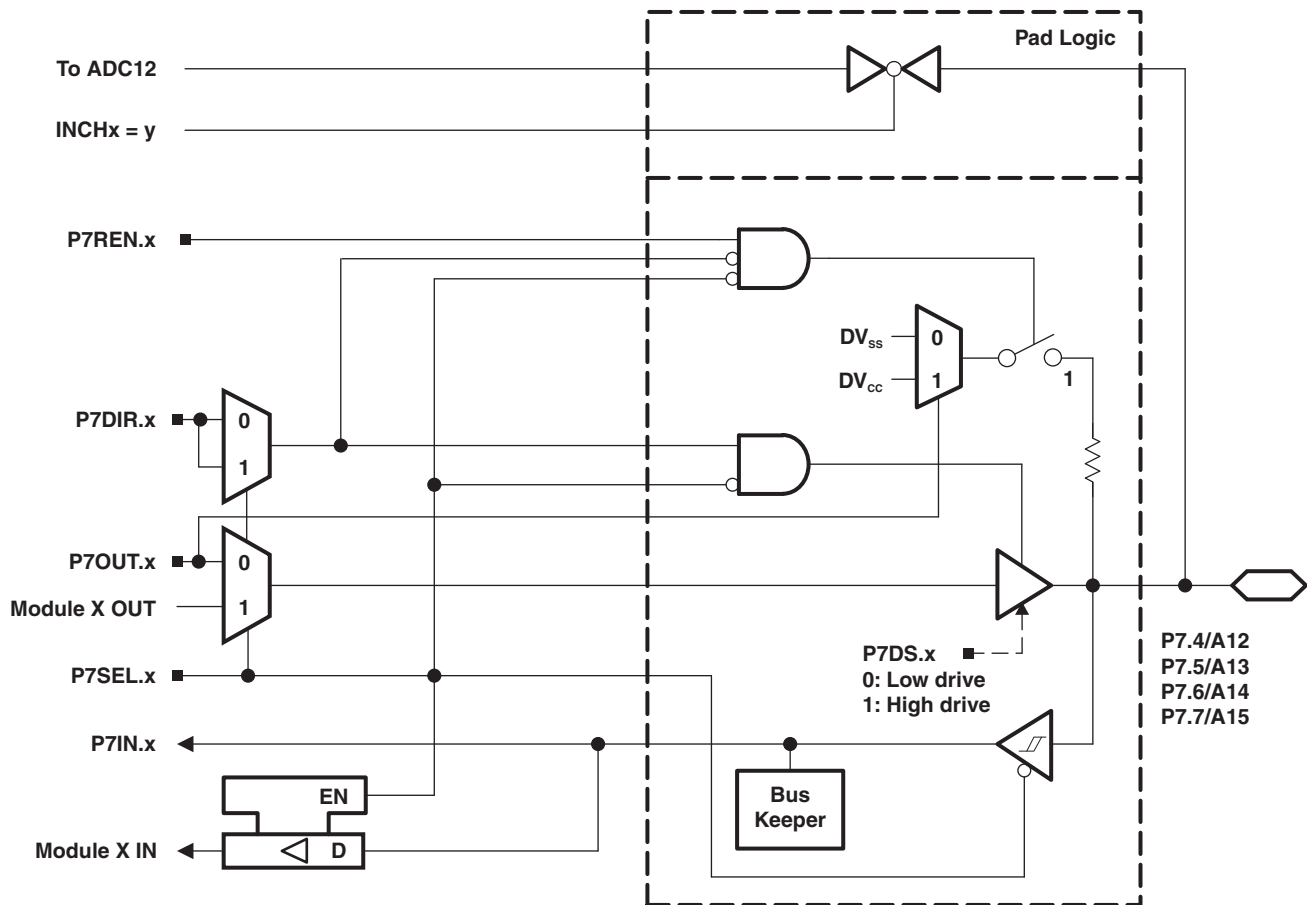 Pad Logic
To ADC12
INCHx = y
P7REN.x
DVSS
0
DVCC
1
1
P7DIR.x
0
1
P7OUT.x
0
Module X OUT
1
P7DS.x
0: Low drive
1: High drive
P7.4/A12
P7.5/A13
P7.6/A14
P7.7/A15
P7SEL.x
P7IN.x
EN
Bus
Keeper
Module X IN
D